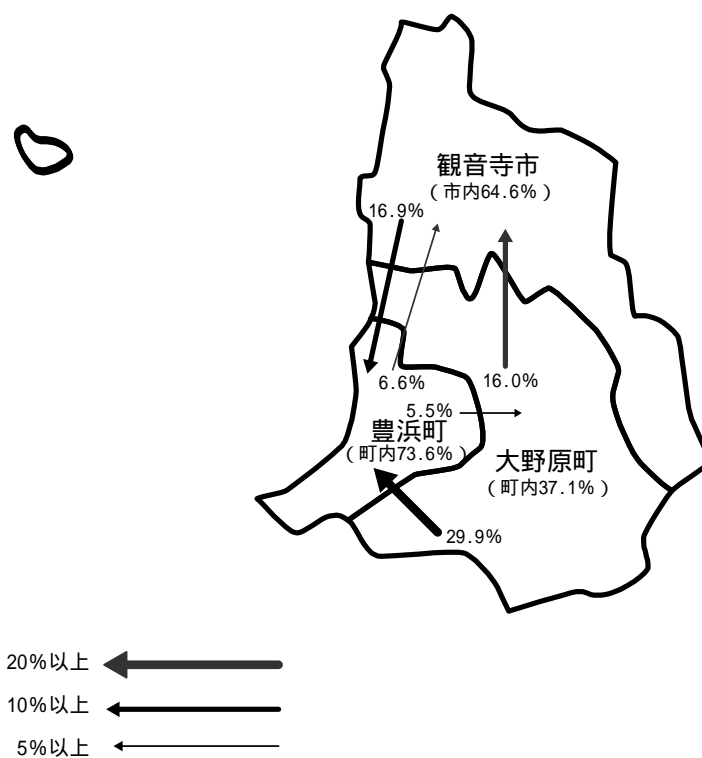 観音寺市
(市内64.6%)
16.9%
6.6%
16.0%
5.5%
豊浜町
(町内73.6%)
大野原町
(町内37.1%)
29.9%
20%以上
10%以上
5%以上